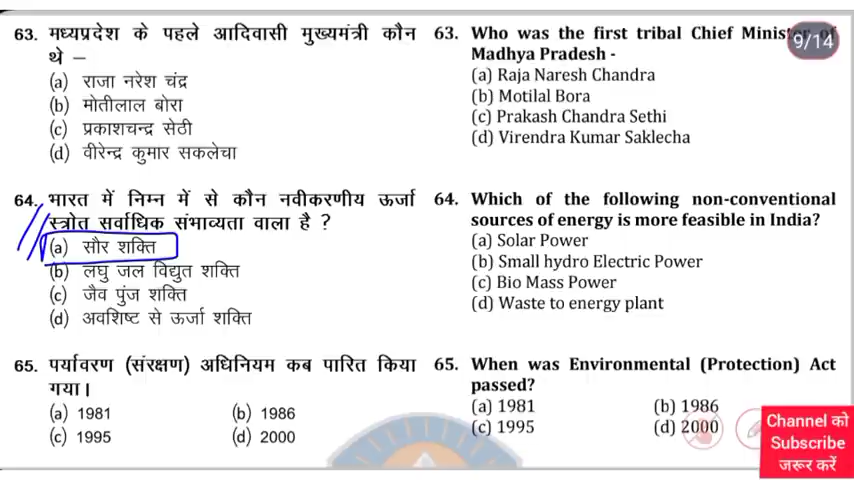 63. मध्यप्रदेश के पहले आदिवासी मुख्यमंत्री कौन
थे –
(a) राजा नरेश चंद्र
(b) मोतीलाल बोरा
(c) प्रकाशचन्द्र सेठी
(d) वीरेन्द्र कुमार सकलेचा
64. भारत में निम्न में से कौन नवीकरणीय ऊर्जा
स्त्रोत सर्वाधिक संभाव्यता वाला है ?
(a) सौर शक्ति
(b) लघु जल विद्युत शक्ति
(c) जैव पुंज शक्ति
(d) अवशिष्ट से ऊर्जा शक्ति
65. पर्यावरण (संरक्षण) अधिनियम कब पारित किया
गया।
(a) 1981 (b) 1986
(c) 1995 (d) 2000
63. Who was the first tribal Chief Minister of
Madhya Pradesh -
(a) Raja Naresh Chandra
(b) Motilal Bora
(c) Prakash Chandra Sethi
(d) Virendra Kumar Saklecha
64. Which of the following non-conventional
sources of energy is more feasible in India?
(a) Solar Power
(b) Small hydro Electric Power
(c) Bio Mass Power
(d) Waste to energy plant
65. When was Environmental (Protection) Act
passed?
(a) 1981 (b) 1986
(c) 1995 (d) 2000
9/14
Channel को
Subscribe
जरूर करें